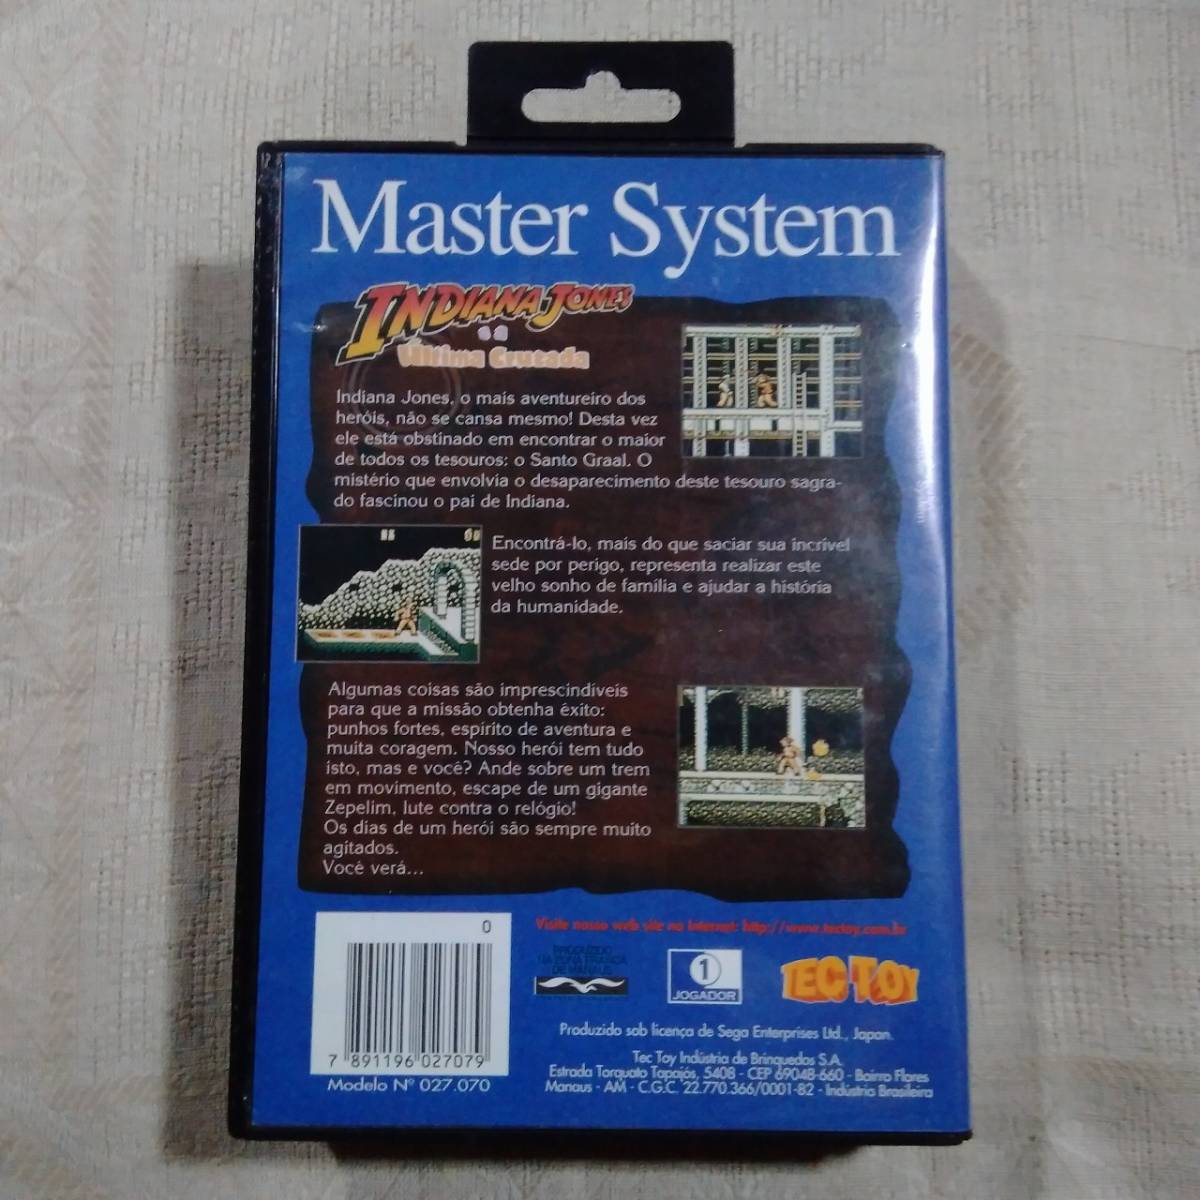 Master System
INDIANA JONES
e a
Última Cruzada
Indiana Jones, o mais aventureiro dos
heróis, não se cansa mesmo! Desta vez
ele está obstinado em encontrar o maior
de todos os tesouros: o Santo Graal. O
mistério que envolvia o desaparecimento deste tesouro sagra-
do fascinou o pai de Indiana.
Encontrá-lo, mais do que saciar sua incrível
sede por perigo, representa realizar este
velho sonho de família e ajudar a história
da humanidade.
Algumas coisas são imprescindíveis
para que a missão obtenha êxito:
punhos fortes, espírito de aventura e
muita coragem. Nosso herói tem tudo
isto, mas e você? Ande sobre um trem
em movimento, escape de um gigante
Zepelim, lute contra o relógio!
Os dias de um herói são sempre muito
agitados.
Você verá...
0
7 891196 027079
Modelo Nº 027.070
Visite nosso web site na Internet: http://www.tectoy.com.br
PRODUZIDO
NA ZONA FRANCA
DE MANAUS
1
JOGADOR
TEC TOY
Produzido sob licença de Sega Enterprises Ltd., Japan.
Tec Toy Indústria de Brinquedos S.A.
Estrada Torquato Tapajós, 5408 - CEP 69048-660 - Bairro Flores
Manaus - AM - C.G.C. 22.770.366/0001-82 - Indústria Brasileira